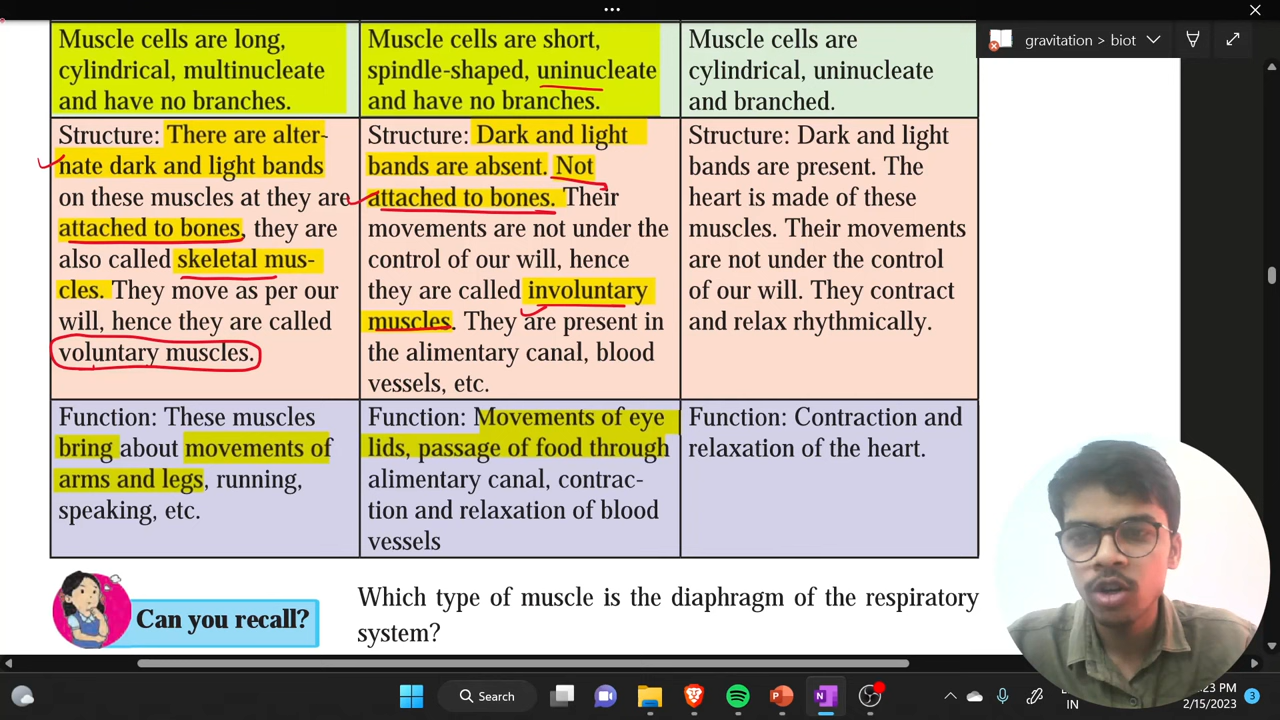 ...
gravitation > biot
Muscle cells are long,
cylindrical, multinucleate
and have no branches.
Muscle cells are short,
spindle-shaped, uninucleate
and have no branches.
Muscle cells are
cylindrical, uninucleate
and branched.
Structure: There are alter-
nate dark and light bands
on these muscles at they are
attached to bones, they are
also called skeletal mus-
cles. They move as per our
will, hence they are called
voluntary muscles.
Structure: Dark and light
bands are absent. Not
attached to bones. Their
movements are not under the
control of our will, hence
they are called involuntary
muscles. They are present in
the alimentary canal, blood
vessels, etc.
Structure: Dark and light
bands are present. The
heart is made of these
muscles. Their movements
are not under the control
of our will. They contract
and relax rhythmically.
Function: These muscles
bring about movements of
arms and legs, running,
speaking, etc.
Function: Movements of eye
lids, passage of food through
alimentary canal, contrac-
tion and relaxation of blood
vessels
Function: Contraction and
relaxation of the heart.
Can you recall?
Which type of muscle is the diaphragm of the respiratory
system?
Search
IN
:23 PM
2/15/2023
3